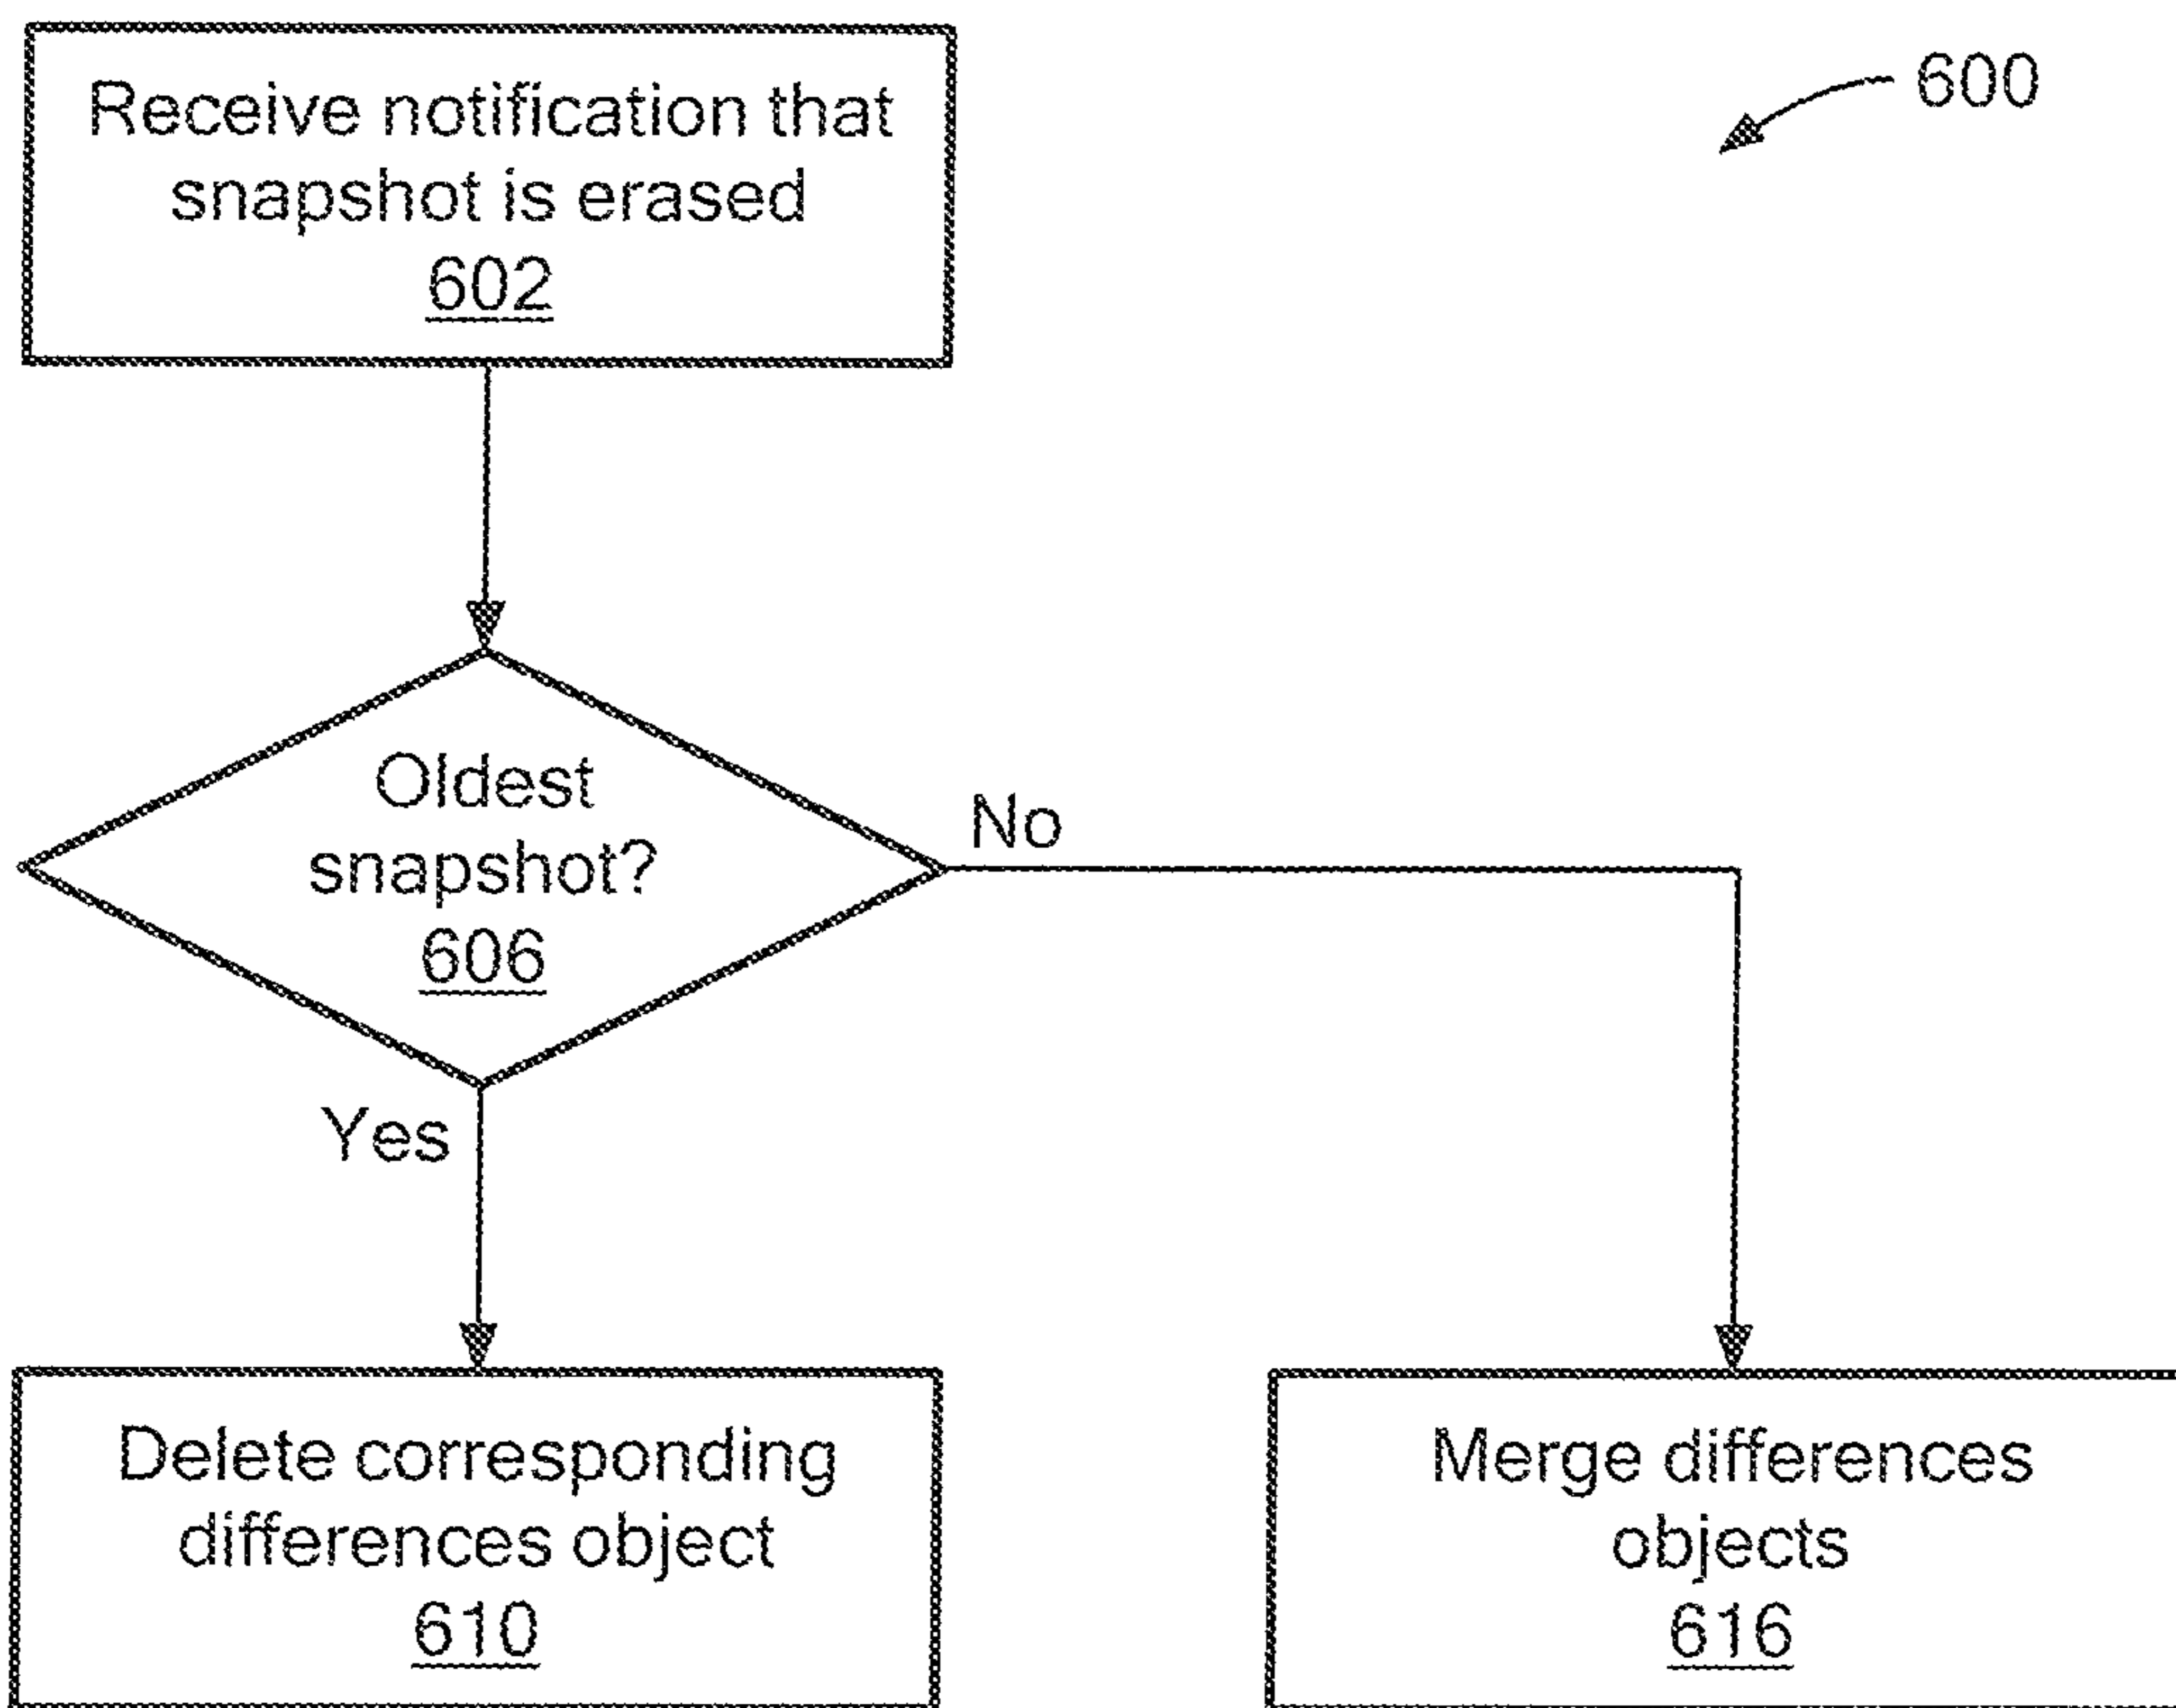 Receive notification that
snapshot is erased
602
600
Oldest
snapshot?
606
No
Yes
Delete corresponding
differences object
610
Merge differences
objects
616